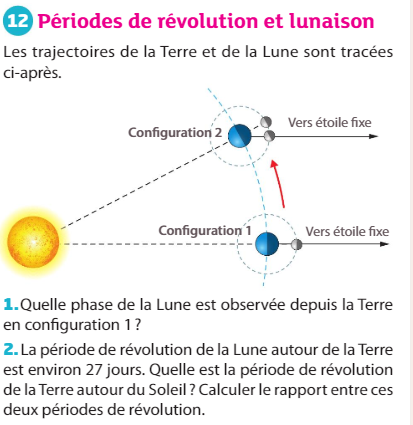 12 Périodes de révolution et lunaison
Les trajectoires de la Terre et de la Lune sont tracées
ci-après.
Vers étoile fixe
Configuration 2
Configuration 1
Vers étoile fixe
1. Quelle phase de la Lune est observée depuis la Terre
en configuration 1 ?
2. La période de révolution de la Lune autour de la Terre
est environ 27 jours. Quelle est la période de révolution
de la Terre autour du Soleil ? Calculer le rapport entre ces
deux périodes de révolution.